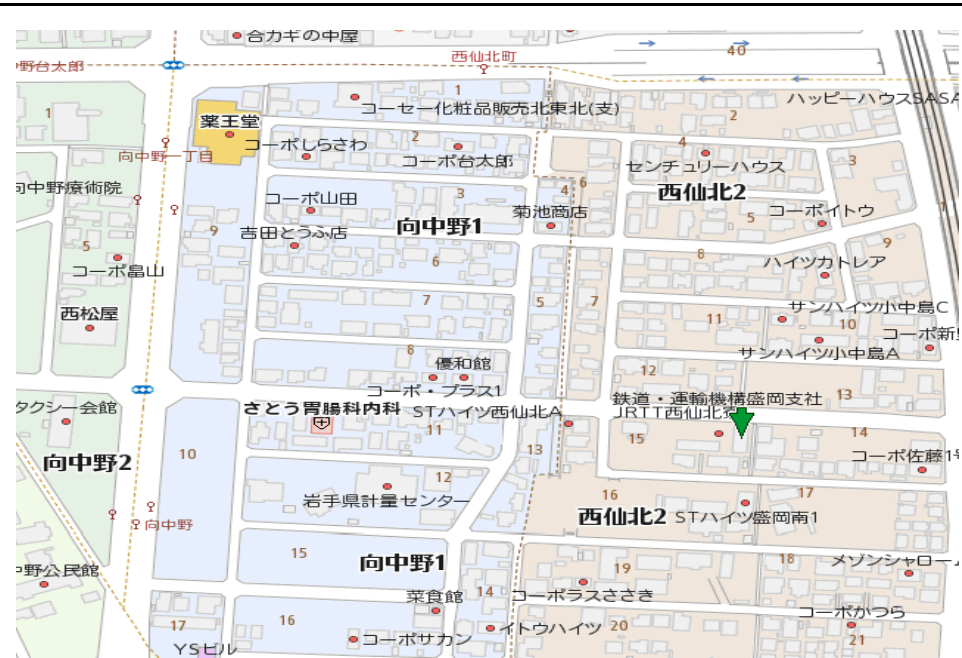 合カギの中屋
西仙北町
40
野台太郎
1
コーセー化粧品販売北東北(支)
ハッピーハウスSASA
2
薬王堂
コーポしらさわ
2
コーポ台太郎
4
センチュリーハウス
3
1
向中野一丁目
向中野療術院
コーポ山田
3
4
6
西仙北2
菊池商店
向中野1
5
コーポイトウ
吉田とうふ店
9
5
コーポ畠山
6
8
ハイツカトレア
9
西松屋
7
5
7
サンハイツ小中島C
11
10
コーポ新
サンハイツ小中島A
8
優和館
12
コーポ・プラス1
鉄道・運輸機構盛岡支社
13
タクシー会館
さとう胃腸科内科
STハイツ西仙北A
JRTT西仙北
11
15
14
向中野2
10
13
コーポ佐藤1
12
岩手県計量センター
16
17
西仙北2
STハイツ盛岡南1
向中野
15
向中野1
18
メゾンシャローム
野公民館
19
菜食館
14
コーポラスささき
コーポかつら
17
16
イトウハイツ
20
21
YSビル
コーポサカン